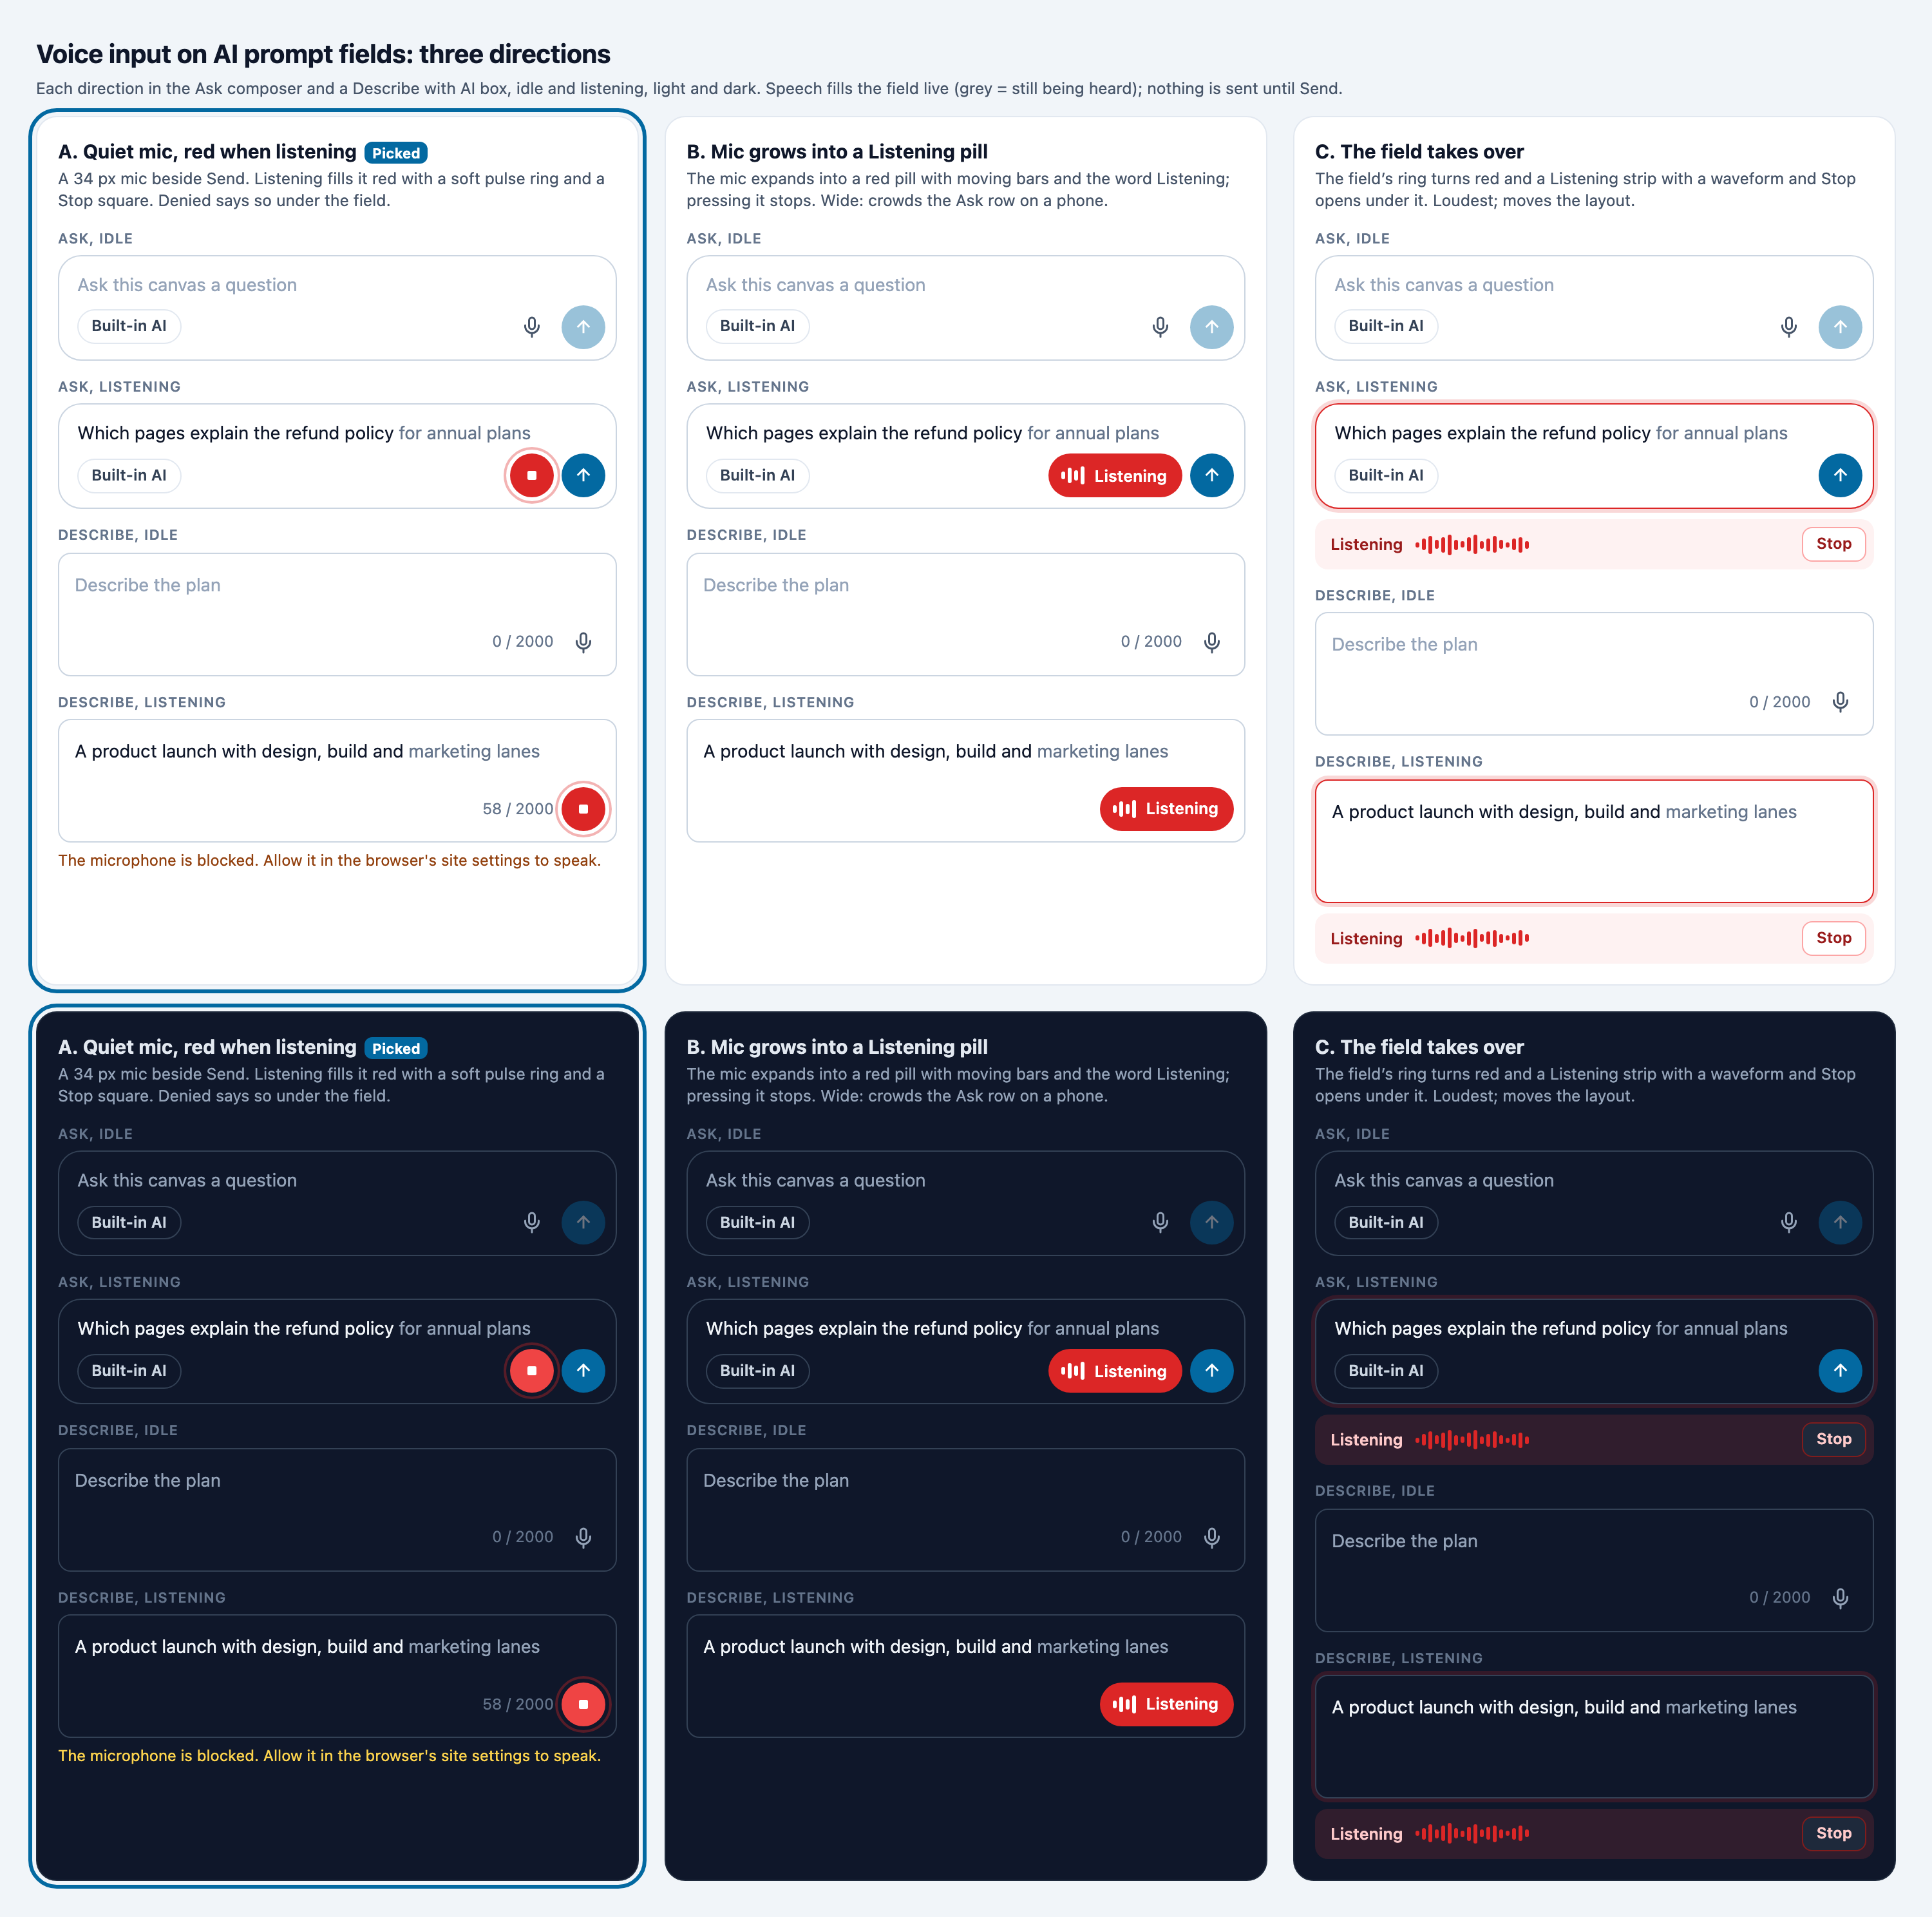 Voice input on AI prompt fields: three directions
Each direction in the Ask composer and a Describe with AI box, idle and listening, light and dark. Speech fills the field live (grey = still being heard); nothing is sent until Send.
A. Quiet mic, red when listening Picked
A 34 px mic beside Send. Listening fills it red with a soft pulse ring and a
Stop square. Denied says so under the field.
ASK, IDLE
Ask this canvas a question
Built-in AI
ASK, LISTENING
Which pages explain the refund policy for annual plans
Built-in AI
DESCRIBE, IDLE
Describe the plan
0 / 2000
DESCRIBE, LISTENING
A product launch with design, build and marketing lanes
58 / 2000
The microphone is blocked. Allow it in the browser's site settings to speak.
B. Mic grows into a Listening pill
The mic expands into a red pill with moving bars and the word Listening;
pressing it stops. Wide: crowds the Ask row on a phone.
ASK, IDLE
Ask this canvas a question
Built-in AI
ASK, LISTENING
Which pages explain the refund policy for annual plans
Built-in AI
Listening
DESCRIBE, IDLE
Describe the plan
0 / 2000
DESCRIBE, LISTENING
A product launch with design, build and marketing lanes
Listening
C. The field takes over
The field’s ring turns red and a Listening strip with a waveform and Stop
opens under it. Loudest; moves the layout.
ASK, IDLE
Ask this canvas a question
Built-in AI
ASK, LISTENING
Which pages explain the refund policy for annual plans
Built-in AI
Listening
Stop
DESCRIBE, IDLE
Describe the plan
0 / 2000
DESCRIBE, LISTENING
A product launch with design, build and marketing lanes
Listening
Stop
A. Quiet mic, red when listening Picked
A 34 px mic beside Send. Listening fills it red with a soft pulse ring and a
Stop square. Denied says so under the field.
ASK, IDLE
Ask this canvas a question
Built-in AI
ASK, LISTENING
Which pages explain the refund policy for annual plans
Built-in AI
DESCRIBE, IDLE
Describe the plan
0 / 2000
DESCRIBE, LISTENING
A product launch with design, build and marketing lanes
58 / 2000
The microphone is blocked. Allow it in the browser's site settings to speak.
B. Mic grows into a Listening pill
The mic expands into a red pill with moving bars and the word Listening;
pressing it stops. Wide: crowds the Ask row on a phone.
ASK, IDLE
Ask this canvas a question
Built-in AI
ASK, LISTENING
Which pages explain the refund policy for annual plans
Built-in AI
Listening
DESCRIBE, IDLE
Describe the plan
0 / 2000
DESCRIBE, LISTENING
A product launch with design, build and marketing lanes
Listening
C. The field takes over
The field’s ring turns red and a Listening strip with a waveform and Stop
opens under it. Loudest; moves the layout.
ASK, IDLE
Ask this canvas a question
Built-in AI
ASK, LISTENING
Which pages explain the refund policy for annual plans
Built-in AI
Listening
Stop
DESCRIBE, IDLE
Describe the plan
0 / 2000
DESCRIBE, LISTENING
A product launch with design, build and marketing lanes
Listening
Stop